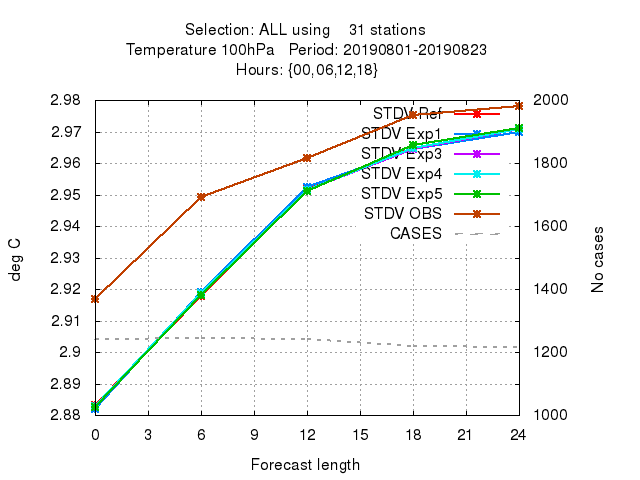 Selection: ALL using    31 stations
Temperature 100hPa   Period: 20190801-20190823
Hours: {00,06,12,18}
2.98
2.97
2.96
2.95
2.94
2.93
2.92
2.91
2.9
2.89
2.88
deg C
STDV Ref
STDV Exp1
STDV Exp3
STDV Exp4
STDV Exp5
STDV OBS
CASES
2000
1800
1600
1400
1200
1000
No cases
0 3 6 9 12 15 18 21 24
Forecast length